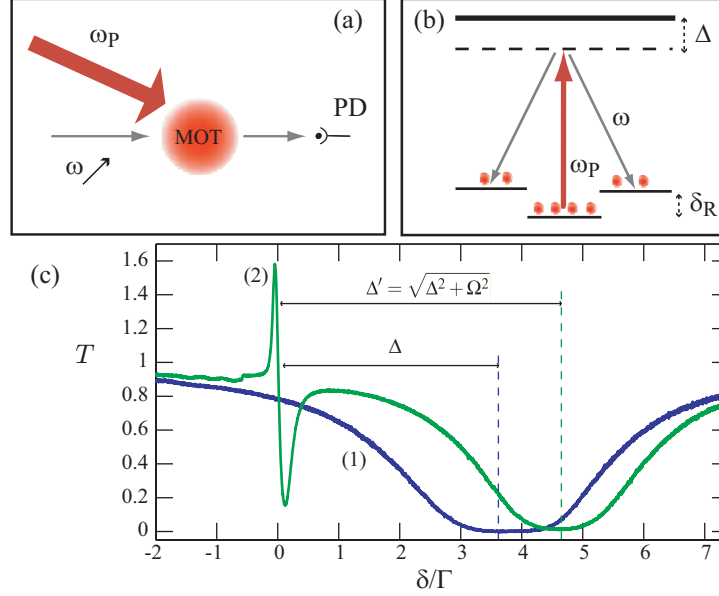 (a)
ω_P
MOT
PD
ω
(b)
Δ
ω
ω_P
δ_R
(c)
(2)
Δ′ = √(Δ² + Ω²)
Δ
(1)
T
1.6
1.4
1.2
1
0.8
0.6
0.4
0.2
0
-2 -1 0 1 2 3 4 5 6 7
δ/Γ